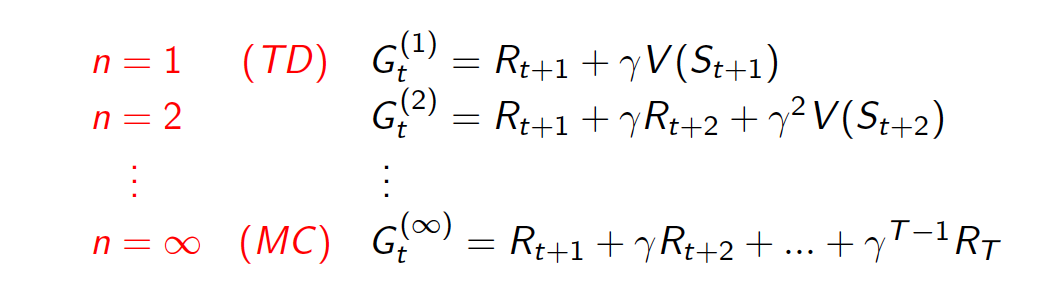 n = 1 (TD) G_t^{(1)} = R_{t+1} + γV(S_{t+1})
n = 2 G_t^{(2)} = R_{t+1} + γR_{t+2} + γ^2 V(S_{t+2})
⋮ ⋮
n = ∞ (MC) G_t^{(∞)} = R_{t+1} + γR_{t+2} + ... + γ^{T−1} R_T